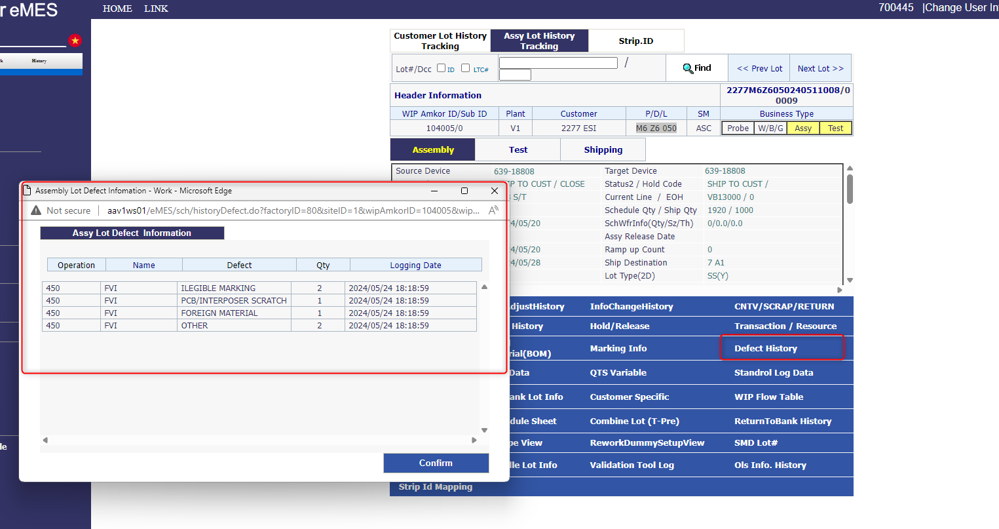 r eMES
HOME LINK
700445 |Change User In
k History
Customer Lot History Tracking
Assy Lot History Tracking
Strip.ID
Lot#/Dcc ID LTC# / Find << Prev Lot Next Lot >>
Header Information 2277M6Z6050240511008/00009
WIP Amkor ID/Sub ID Plant Customer P/D/L SM Business Type
104005/0 V1 2277 ESI M6 Z6 050 ASC Probe W/B/G Assy Test
Assembly Test Shipping
Source Device 639-18808 Target Device 639-18808
P TO CUST / CLOSE Status2 / Hold Code SHIP TO CUST /
S/T Current Line / EOH VB13000 / 0
Schedule Qty / Ship Qty 1920 / 1000
4/05/20 SchWfrInfo(Qty/Sz/Th) 0/0.0/0.0
Assy Release Date
4/05/20 Ramp up Count 0
4/05/28 Ship Destination 7 A1
Lot Type(2D) SS(Y)
djustHistory InfoChangeHistory CNTV/SCRAP/RETURN
History Hold/Release Transaction / Resource
rial(BOM) Marking Info Defect History
Data QTS Variable Standrol Log Data
ank Lot Info Customer Specific WIP Flow Table
dule Sheet Combine Lot (T-Pre) ReturnToBank History
pe View ReworkDummySetupView SMD Lot#
lle Lot Info Validation Tool Log Ols Info. History
Strip Id Mapping
le
Assembly Lot Defect Infomation - Work - Microsoft Edge
Not secure | aav1ws01/eMES/sch/historyDefect.do?factoryID=80&siteID=1&wipAmkorID=104005&wip...
Assy Lot Defect Information
Operation Name Defect Qty Logging Date
450 FVI ILEGIBLE MARKING 2 2024/05/24 18:18:59
450 FVI PCB/INTERPOSER SCRATCH 1 2024/05/24 18:18:59
450 FVI FOREIGN MATERIAL 1 2024/05/24 18:18:59
450 FVI OTHER 2 2024/05/24 18:18:59
Confirm